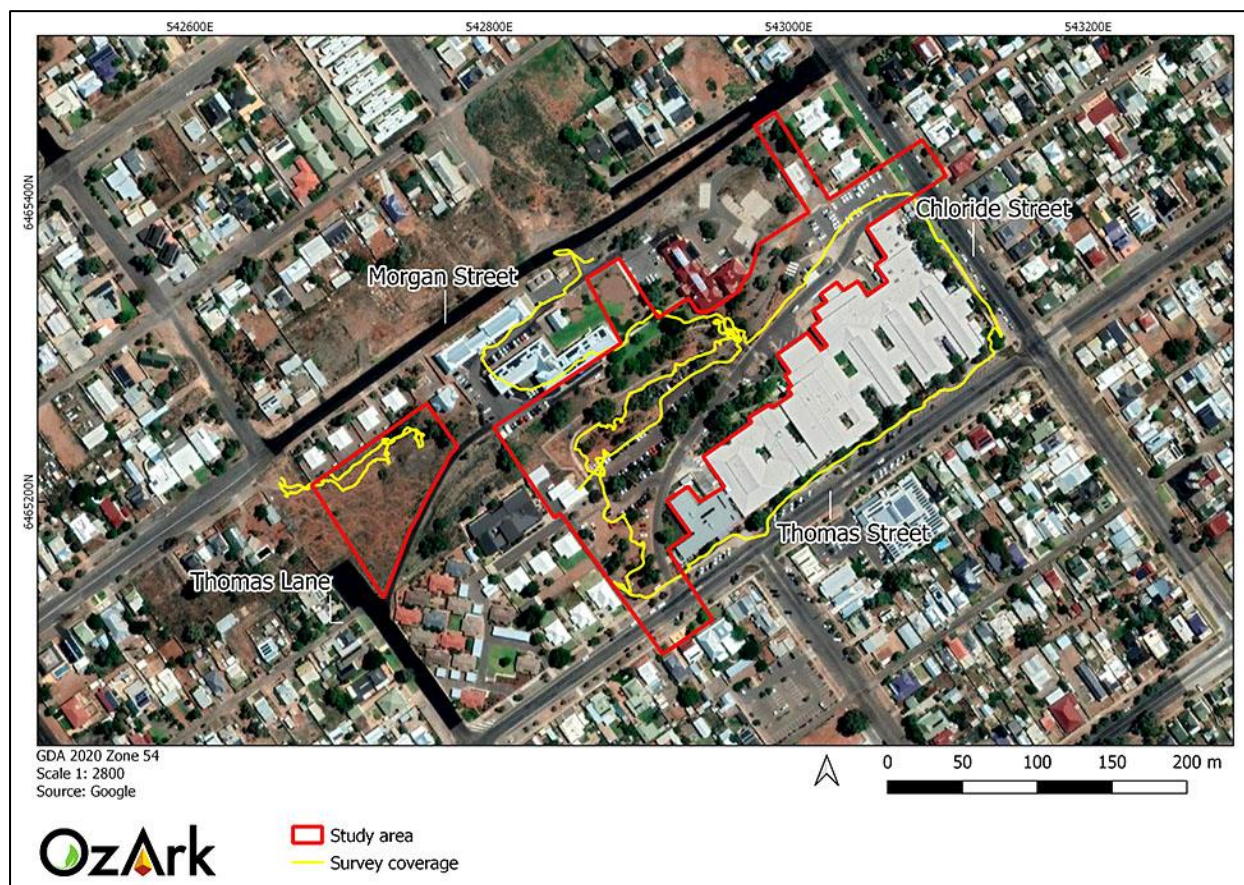 542600E
542800E
543000E
543200E
6465400N
Chloride Street
Morgan Street
6465200N
Thomas Street
Thomas Lane
GDA 2020 Zone 54
Scale 1: 2800
Source: Google
0 50 100 150 200 m
OzArk
Study area
Survey coverage